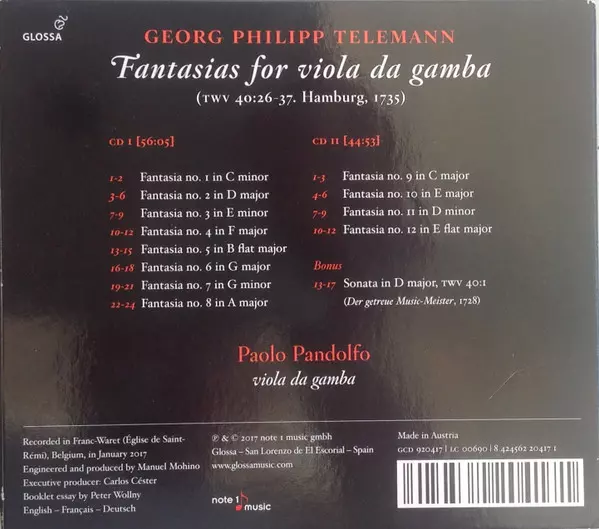 GLOSSA
GEORG PHILIPP TELEMANN
Fantasias for viola da gamba
(TWV 40:26-37. Hamburg, 1735)
CD I [56:05]
1-2 Fantasia no. 1 in C minor
3-6 Fantasia no. 2 in D major
7-9 Fantasia no. 3 in E minor
10-12 Fantasia no. 4 in F major
13-15 Fantasia no. 5 in B flat major
16-18 Fantasia no. 6 in G major
19-21 Fantasia no. 7 in G minor
22-24 Fantasia no. 8 in A major
CD II [44:53]
1-3 Fantasia no. 9 in C major
4-6 Fantasia no. 10 in E major
7-9 Fantasia no. 11 in D minor
10-12 Fantasia no. 12 in E flat major
Bonus
13-17 Sonata in D major, TWV 40:1
(Der getreue Music-Meister, 1728)
Paolo Pandolfo
viola da gamba
Recorded in Franc-Waret (Église de Saint-
Rémi), Belgium, in January 2017
Engineered and produced by Manuel Mohino
Executive producer: Carlos Céster
Booklet essay by Peter Wollny
English – Français – Deutsch
℗ & © 2017 note 1 music gmbh
Glossa – San Lorenzo de El Escorial – Spain
www.glossamusic.com
note 1 music
Made in Austria
GCD 920417 | LC 00690 | 8 424562 20417 1